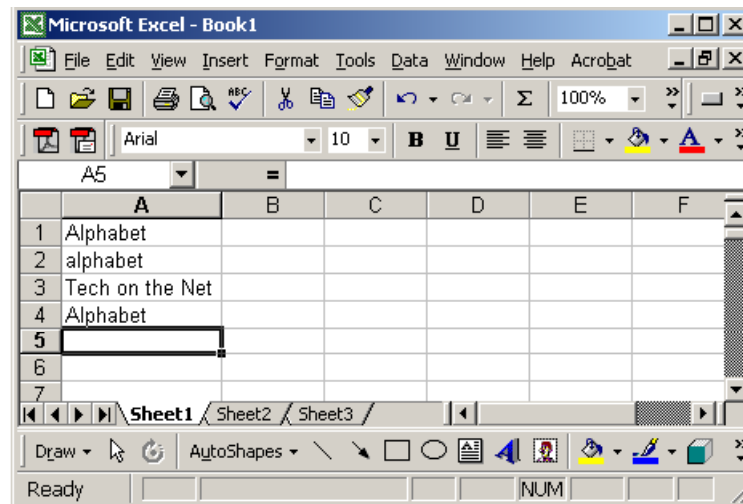 Microsoft Excel - Book1
File Edit View Insert Format Tools Data Window Help Acrobat
ABC Σ 100% »
Arial 10 B U A
A5 =
A B C D E F
1 Alphabet
2 alphabet
3 Tech on the Net
4 Alphabet
5
6
7
Sheet1 Sheet2 Sheet3
Draw AutoShapes A
Ready NUM